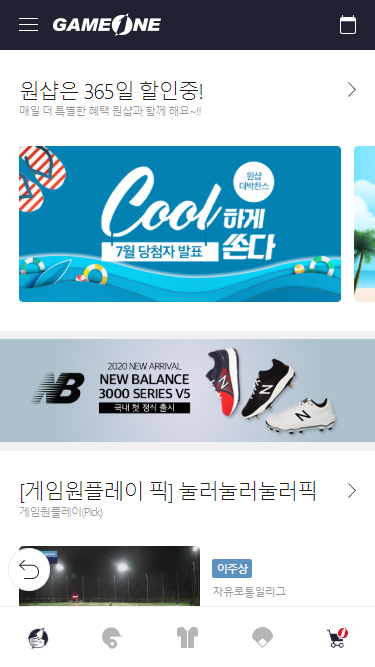 GAMEONE
원샵은 365일 할인중!
매일 더 특별한 혜택 원샵과 함께 해요~!!
원샵
대박찬스
Cool 하게
쏜다
7월 당첨자 발표
2020 NEW ARRIVAL
NEW BALANCE
3000 SERIES V5
국내 첫 정식 출시
[게임원플레이 픽] 눌러눌러눌러픽
게임원플레이(Pick)
이주상
자유로통일리그